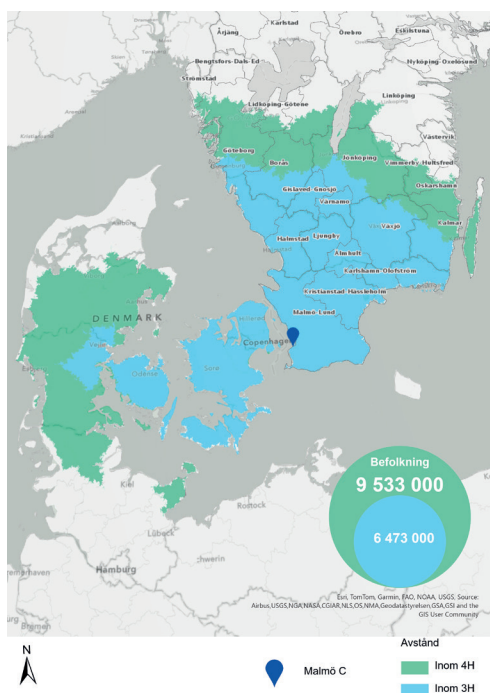 Karlstad
Örebro
Eskilstuna
Årjäng
Bengtsfors-Dals-Ed
Nyköping-Oxelösund
Strömstad
Linköping
Lidköping-Götene
Västervik
Göteborg
Borås
Jönköping
Vimmerby-Hultsfred
Oskarshamn
Gislaved-Gnosjö
Värnamo
Kalmar
Växjö
Halmstad
Ljungby
Älmhult
Karlshamn-Olofström
Kristianstad-Hässleholm
Malmö-Lund
DENMARK
Copenhagen
Vejle
Odense
Sorø
Kiel
Rostock
Lübeck
Hamburg
Bremen
Befolkning
9 533 000
6 473 000
Esri, TomTom, Garmin, FAO, NOAA, USGS, Source:
Airbus,USGS,NGA,NASA,CGIAR,NLS,OS,NMA,Geodatastyrelsen,GSA,GSI and the
GIS User Community
N
Malmö C
Avstånd
Inom 4H
Inom 3H